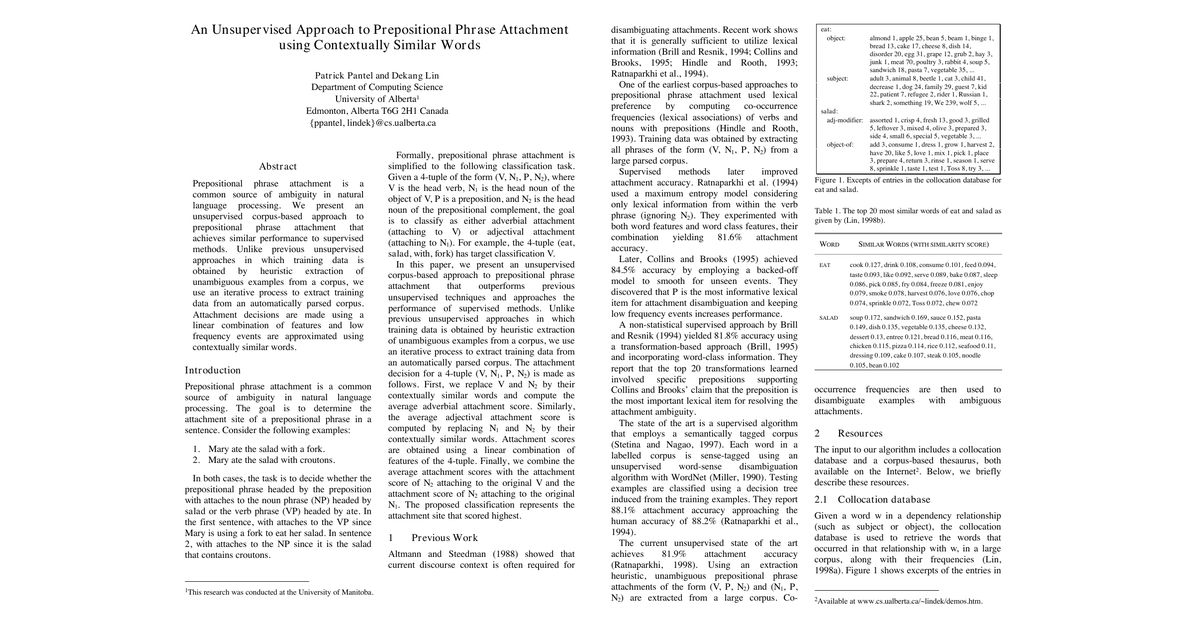 An Unsupervised Approach to Prepositional Phrase Attachment
using Contextually Similar Words
Patrick Pantel and Dekang Lin
Department of Computing Science
University of Alberta1
Edmonton, Alberta T6G 2H1 Canada
{ppantel, lindek}@cs.ualberta.ca
Abstract
Prepositional phrase attachment is a
common source of ambiguity in natural
language processing. We present an
unsupervised corpus-based approach to
prepositional phrase attachment that
achieves similar performance to supervised
methods. Unlike previous unsupervised
approaches in which training data is
obtained by heuristic extraction of
unambiguous examples from a corpus, we
use an iterative process to extract training
data from an automatically parsed corpus.
Attachment decisions are made using a
linear combination of features and low
frequency events are approximated using
contextually similar words.
Introduction
Prepositional phrase attachment is a common
source of ambiguity in natural language
processing. The goal is to determine the
attachment site of a prepositional phrase in a
sentence. Consider the following examples:
1. Mary ate the salad with a fork.
2. Mary ate the salad with croutons.
In both cases, the task is to decide whether the
prepositional phrase headed by the preposition
with attaches to the noun phrase (NP) headed by
salad or the verb phrase (VP) headed by ate. In
the first sentence, with attaches to the VP since
Mary is using a fork to eat her salad. In sentence
2, with attaches to the NP since it is the salad
that contains croutons.
1This research was conducted at the University of Manitoba.
Formally, prepositional phrase attachment is
simplified to the following classification task.
Given a 4-tuple of the form (V, N1, P, N2), where
V is the head verb, N1 is the head noun of the
object of V, P is a preposition, and N2 is the head
noun of the prepositional complement, the goal
is to classify as either adverbial attachment
(attaching to V) or adjectival attachment
(attaching to N1). For example, the 4-tuple (eat,
salad, with, fork) has target classification V.
In this paper, we present an unsupervised
corpus-based approach to prepositional phrase
attachment that outperforms previous
unsupervised techniques and approaches the
performance of supervised methods. Unlike
previous unsupervised approaches in which
training data is obtained by heuristic extraction
of unambiguous examples from a corpus, we use
an iterative process to extract training data from
an automatically parsed corpus. The attachment
decision for a 4-tuple (V, N1, P, N2) is made as
follows. First, we replace V and N2 by their
contextually similar words and compute the
average adverbial attachment score. Similarly,
the average adjectival attachment score is
computed by replacing N1 and N2 by their
contextually similar words. Attachment scores
are obtained using a linear combination of
features of the 4-tuple. Finally, we combine the
average attachment scores with the attachment
score of N2 attaching to the original V and the
attachment score of N2 attaching to the original
N1. The proposed classification represents the
attachment site that scored highest.
1 Previous Work
Altmann and Steedman (1988) showed that
current discourse context is often required for
disambiguating attachments. Recent work shows
that it is generally sufficient to utilize lexical
information (Brill and Resnik, 1994; Collins and
Brooks, 1995; Hindle and Rooth, 1993;
Ratnaparkhi et al., 1994).
One of the earliest corpus-based approaches to
prepositional phrase attachment used lexical
preference by computing co-occurrence
frequencies (lexical associations) of verbs and
nouns with prepositions (Hindle and Rooth,
1993). Training data was obtained by extracting
all phrases of the form (V, N1, P, N2) from a
large parsed corpus.
Supervised methods later improved
attachment accuracy. Ratnaparkhi et al. (1994)
used a maximum entropy model considering
only lexical information from within the verb
phrase (ignoring N2). They experimented with
both word features and word class features, their
combination yielding 81.6% attachment
accuracy.
Later, Collins and Brooks (1995) achieved
84.5% accuracy by employing a backed-off
model to smooth for unseen events. They
discovered that P is the most informative lexical
item for attachment disambiguation and keeping
low frequency events increases performance.
A non-statistical supervised approach by Brill
and Resnik (1994) yielded 81.8% accuracy using
a transformation-based approach (Brill, 1995)
and incorporating word-class information. They
report that the top 20 transformations learned
involved specific prepositions supporting
Collins and Brooks' claim that the preposition is
the most important lexical item for resolving the
attachment ambiguity.
The state of the art is a supervised algorithm
that employs a semantically tagged corpus
(Stetina and Nagao, 1997). Each word in a
labelled corpus is sense-tagged using an
unsupervised word-sense disambiguation
algorithm with WordNet (Miller, 1990). Testing
examples are classified using a decision tree
induced from the training examples. They report
88.1% attachment accuracy approaching the
human accuracy of 88.2% (Ratnaparkhi et al.,
1994).
The current unsupervised state of the art
achieves 81.9% attachment accuracy
(Ratnaparkhi, 1998). Using an extraction
heuristic, unambiguous prepositional phrase
attachments of the form (V, P, N2) and (N1, P,
N2) are extracted from a large corpus. Co-
eat:
object: almond 1, apple 25, bean 5, beam 1, binge 1,
bread 13, cake 17, cheese 8, dish 14,
disorder 20, egg 31, grape 12, grub 2, hay 3,
junk 1, meat 70, poultry 3, rabbit 4, soup 5,
sandwich 18, pasta 7, vegetable 35, ...
subject: adult 3, animal 8, beetle 1, cat 3, child 41,
decrease 1, dog 24, family 29, guest 7, kid
22, patient 7, refugee 2, rider 1, Russian 1,
shark 2, something 19, We 239, wolf 5, ...
salad:
adj-modifier: assorted 1, crisp 4, fresh 13, good 3, grilled
5, leftover 3, mixed 4, olive 3, prepared 3,
side 4, small 6, special 5, vegetable 3, ...
object-of: add 3, consume 1, dress 1, grow 1, harvest 2,
have 20, like 5, love 1, mix 1, pick 1, place
3, prepare 4, return 3, rinse 1, season 1, serve
8, sprinkle 1, taste 1, test 1, Toss 8, try 3, ...
Figure 1. Excepts of entries in the collocation database for
eat and salad.
Table 1. The top 20 most similar words of eat and salad as
given by (Lin, 1998b).
WORD SIMILAR WORDS (WITH SIMILARITY SCORE)
EAT cook 0.127, drink 0.108, consume 0.101, feed 0.094,
taste 0.093, like 0.092, serve 0.089, bake 0.087, sleep
0.086, pick 0.085, fry 0.084, freeze 0.081, enjoy
0.079, smoke 0.078, harvest 0.076, love 0.076, chop
0.074, sprinkle 0.072, Toss 0.072, chew 0.072
SALAD soup 0.172, sandwich 0.169, sauce 0.152, pasta
0.149, dish 0.135, vegetable 0.135, cheese 0.132,
dessert 0.13, entree 0.121, bread 0.116, meat 0.116,
chicken 0.115, pizza 0.114, rice 0.112, seafood 0.11,
dressing 0.109, cake 0.107, steak 0.105, noodle
0.105, bean 0.102
occurrence frequencies are then used to
disambiguate examples with ambiguous
attachments.
2 Resources
The input to our algorithm includes a collocation
database and a corpus-based thesaurus, both
available on the Internet2. Below, we briefly
describe these resources.
2.1 Collocation database
Given a word w in a dependency relationship
(such as subject or object), the collocation
database is used to retrieve the words that
occurred in that relationship with w, in a large
corpus, along with their frequencies (Lin,
1998a). Figure 1 shows excerpts of the entries in
2Available at www.cs.ualberta.ca/~lindek/demos.htm.